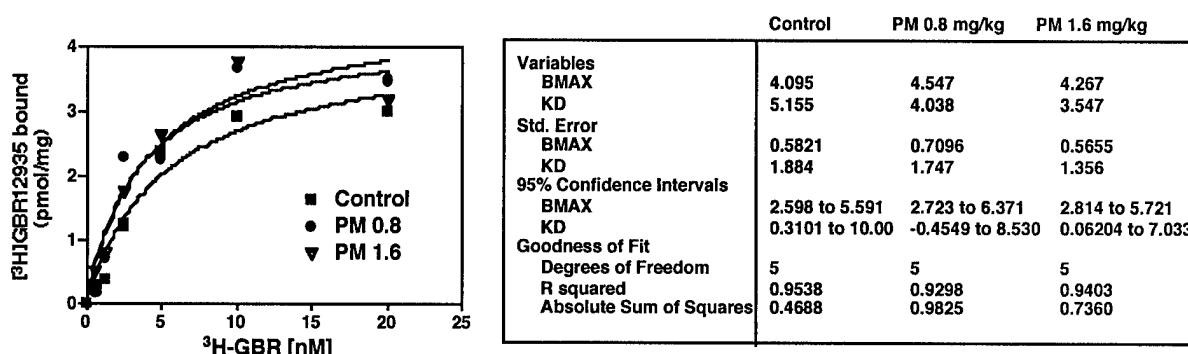 4
3
2
1
0
0 5 10 15 20 25
[³H]GBR12935 bound
(pmol/mg)
³H-GBR [nM]
Control
PM 0.8
PM 1.6
Control PM 0.8 mg/kg PM 1.6 mg/kg
Variables
BMAX 4.095 4.547 4.267
KD 5.155 4.038 3.547
Std. Error
BMAX 0.5821 0.7096 0.5655
KD 1.884 1.747 1.356
95% Confidence Intervals
BMAX 2.598 to 5.591 2.723 to 6.371 2.814 to 5.721
KD 0.3101 to 10.00 -0.4549 to 8.530 0.06204 to 7.033
Goodness of Fit
Degrees of Freedom 5 5 5
R squared 0.9538 0.9298 0.9403
Absolute Sum of Squares 0.4688 0.9825 0.7360